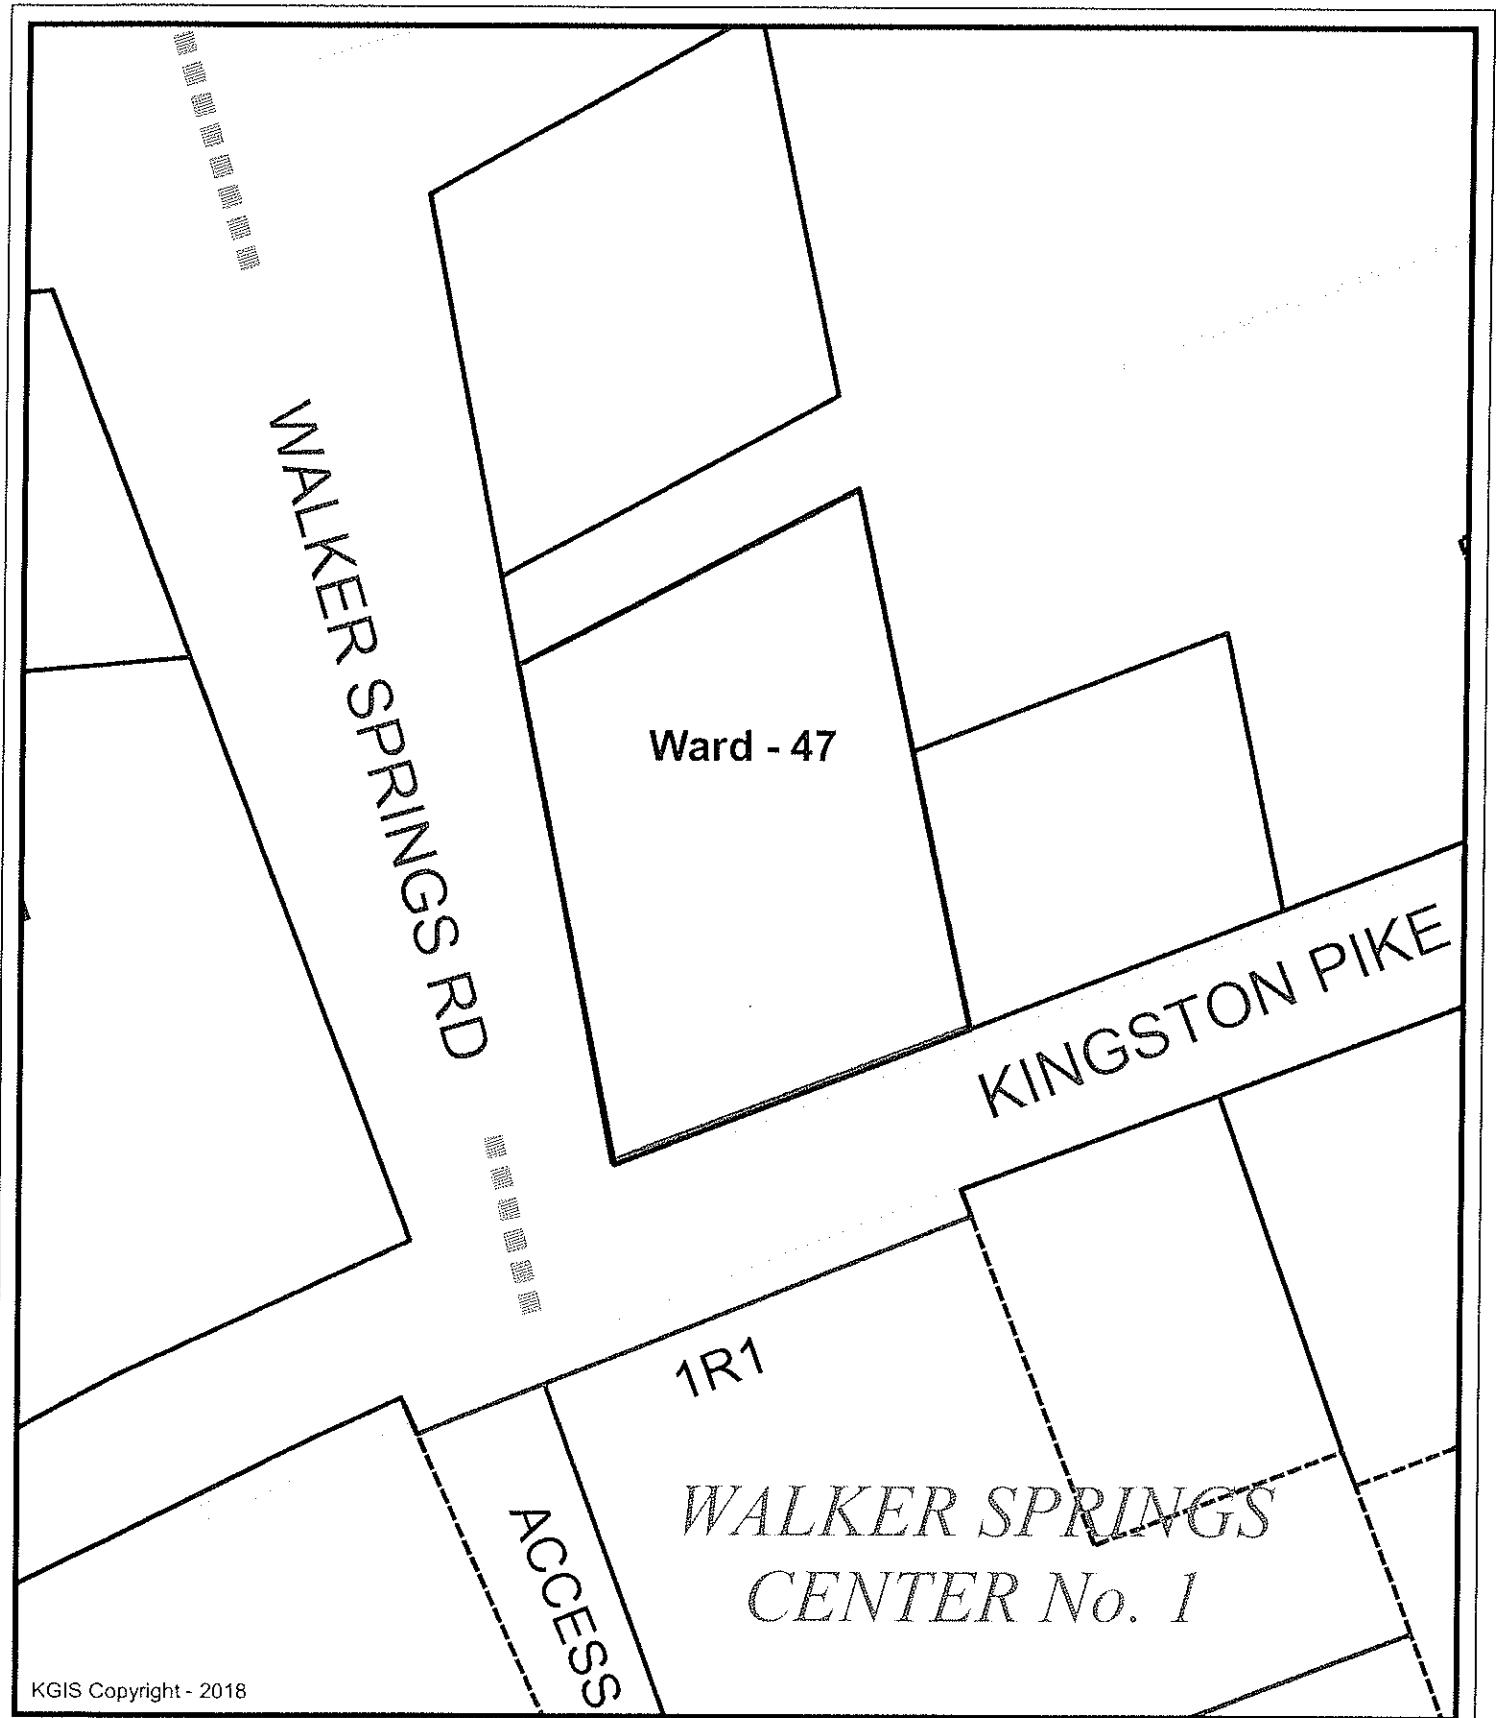 WALKER SPRINGS RD
Ward - 47
KINGSTON PIKE
1R1
WALKER SPRINGS
CENTER No. 1
ACCESS
KGIS Copyright - 2018